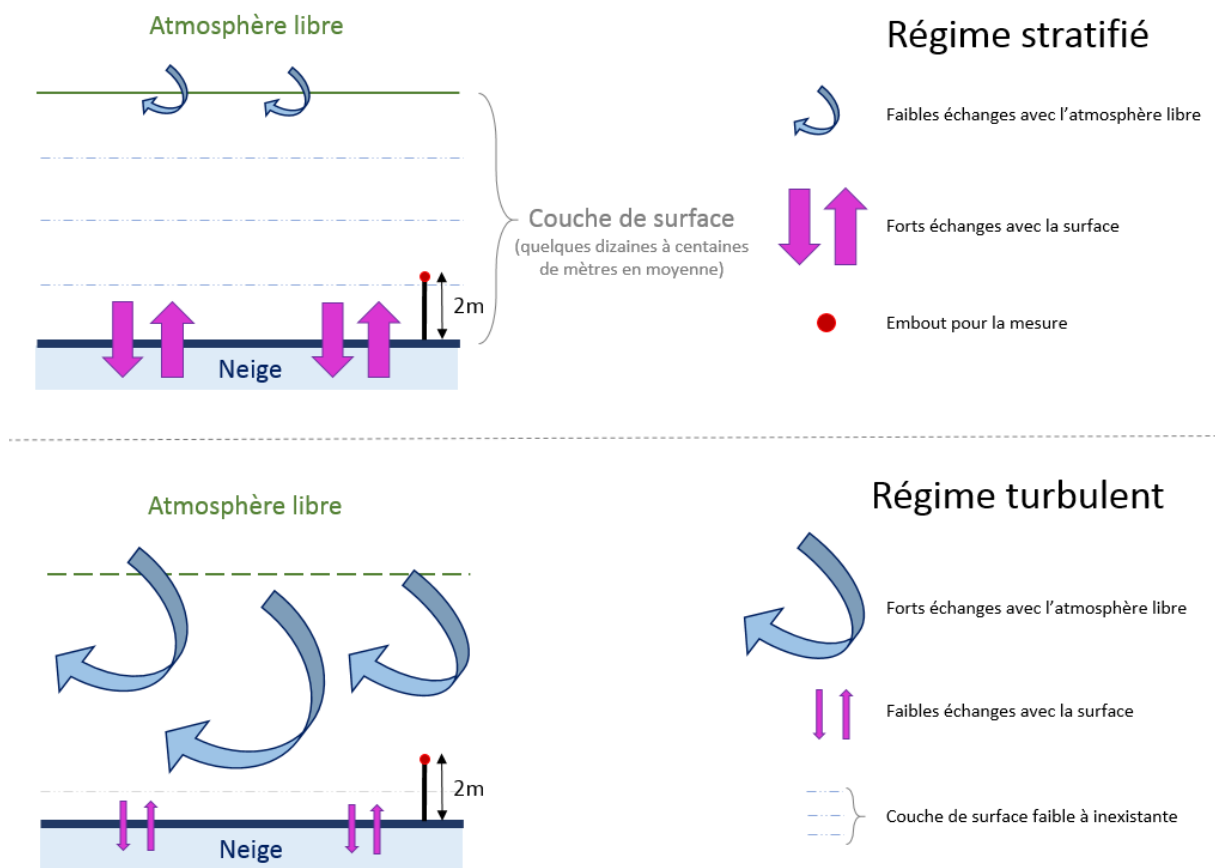 Atmosphère libre
Régime stratifié
Faibles échanges avec l'atmosphère libre
Couche de surface
(quelques dizaines à centaines
de mètres en moyenne)
Forts échanges avec la surface
2m
Embout pour la mesure
Neige
Régime turbulent
Atmosphère libre
Forts échanges avec l'atmosphère libre
Faibles échanges avec la surface
2m
Couche de surface faible à inexistante
Neige